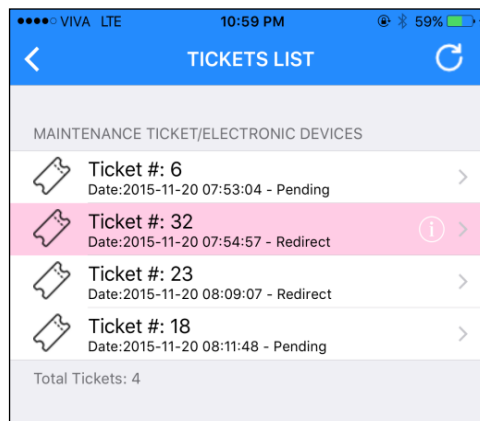 VIVA LTE 10:59 PM 59%
TICKETS LIST
MAINTENANCE TICKET/ELECTRONIC DEVICES
Ticket #: 6
Date:2015-11-20 07:53:04 - Pending
Ticket #: 32
Date:2015-11-20 07:54:57 - Redirect
Ticket #: 23
Date:2015-11-20 08:09:07 - Redirect
Ticket #: 18
Date:2015-11-20 08:11:48 - Pending
Total Tickets: 4